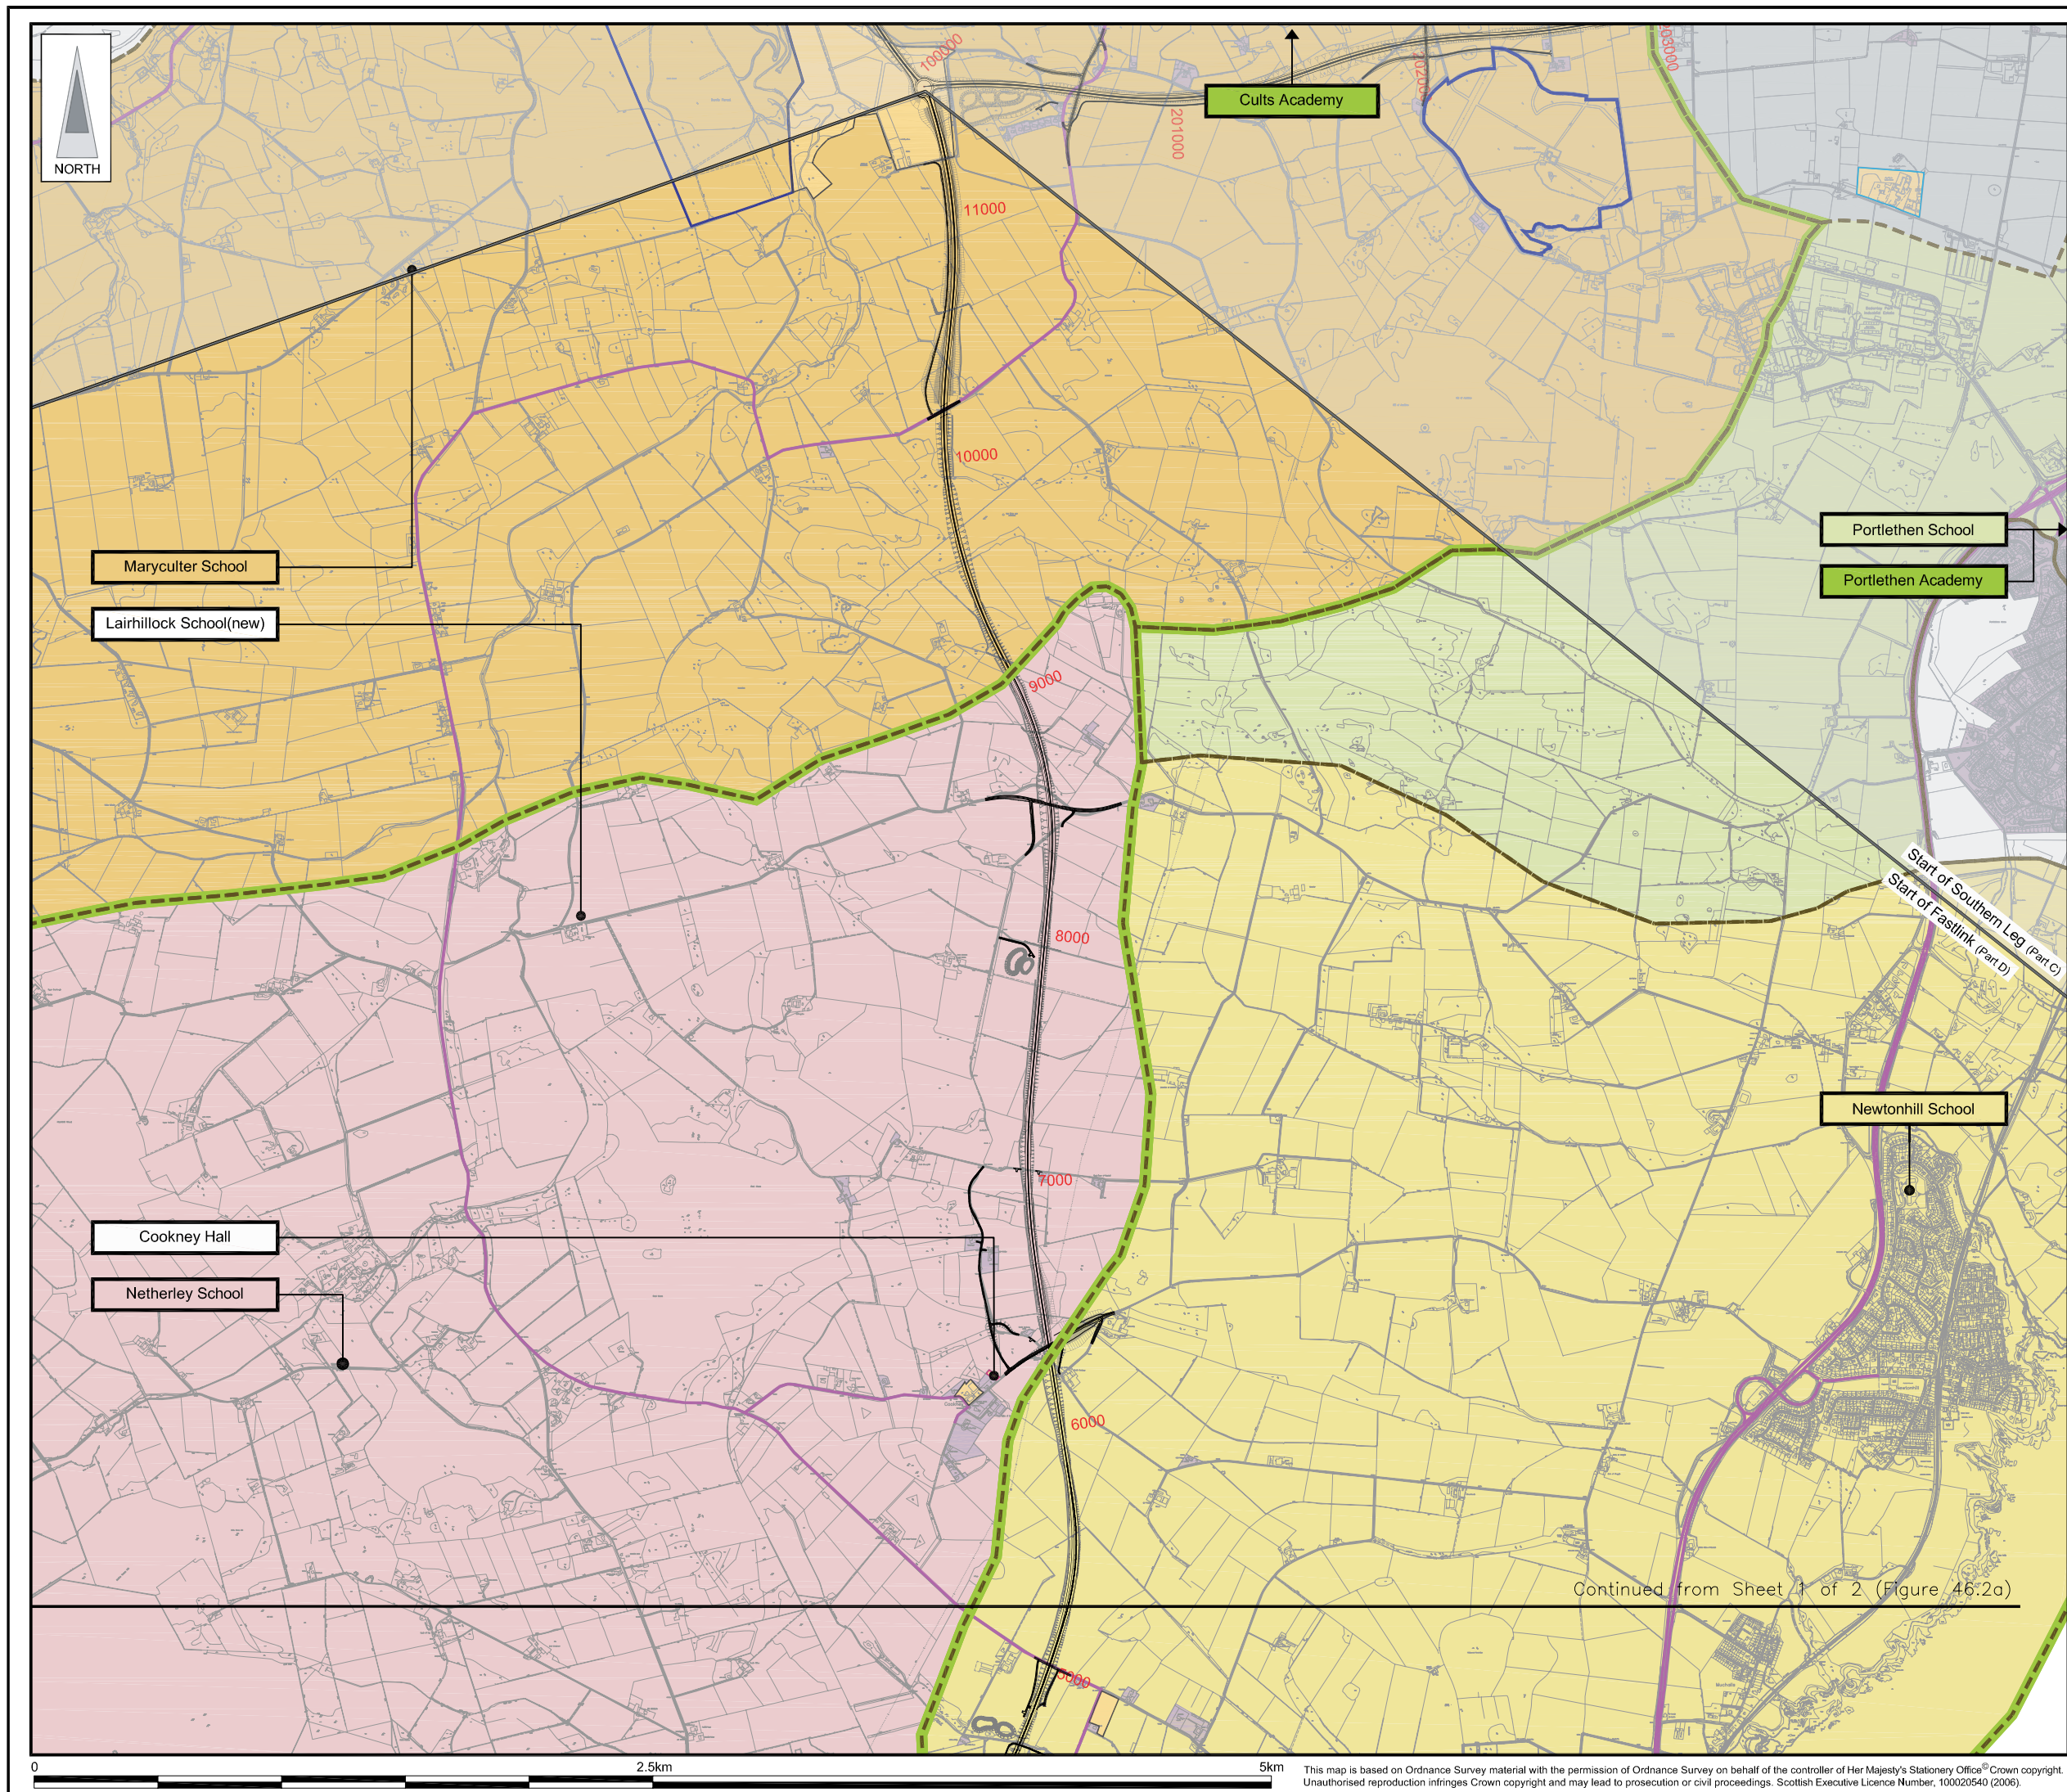 NORTH
100000
Cults Academy
201000
202000
203000
11000
10000
Portlethen School
Maryculter School
Portlethen Academy
Lairhillock School(new)
9000
Start of Southern Leg (Part C)
Start of Fastlink (Part D)
8000
Newtonhill School
7000
Cookney Hall
Netherley School
6000
Continued from Sheet 1 of 2 (Figure 46.2a)
5000
0
2.5km
5km
This map is based on Ordnance Survey material with the permission of Ordnance Survey on behalf of the controller of Her Majesty's Stationery Office © Crown copyright.
Unauthorised reproduction infringes Crown copyright and may lead to prosecution or civil proceedings. Scottish Executive Licence Number, 100020540 (2006).